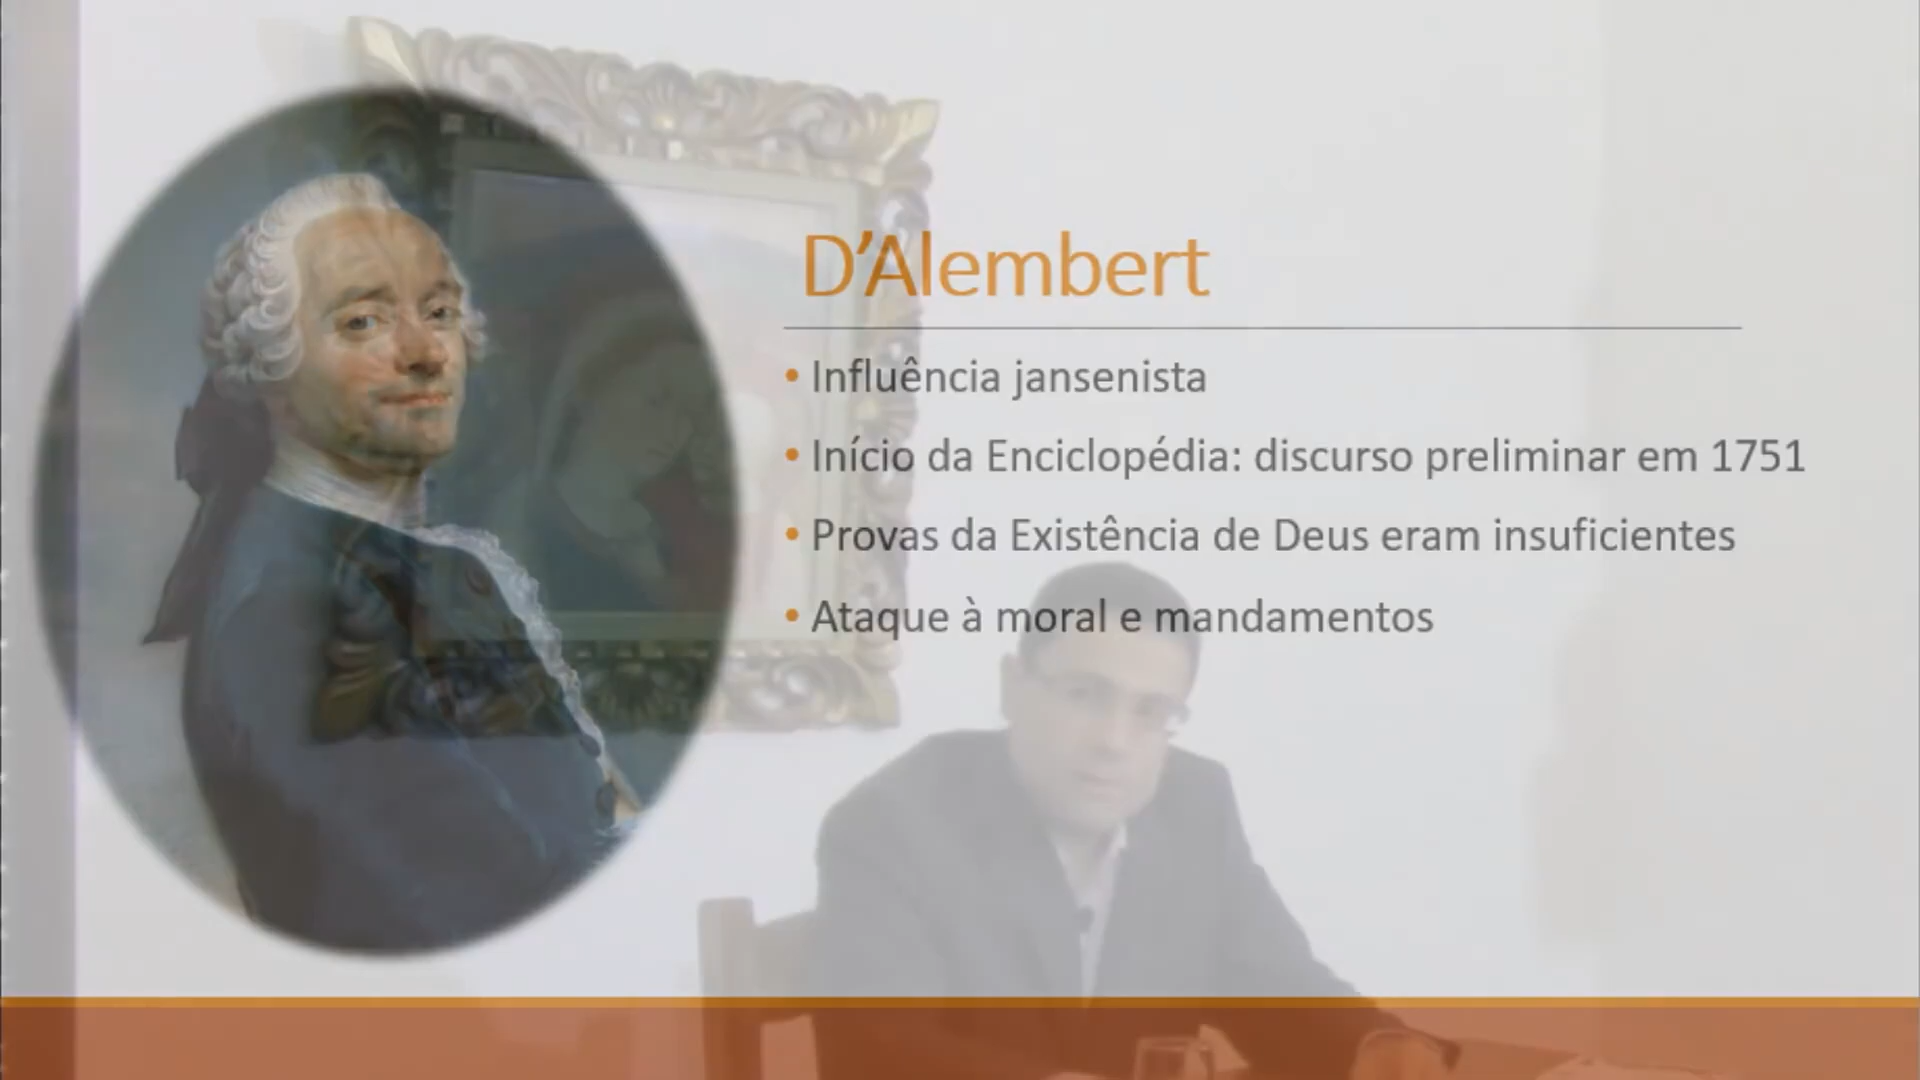 D'Alembert
• Influência jansenista
• Início da Enciclopédia: discurso preliminar em 1751
• Provas da Existência de Deus eram insuficientes
• Ataque à moral e mandamentos